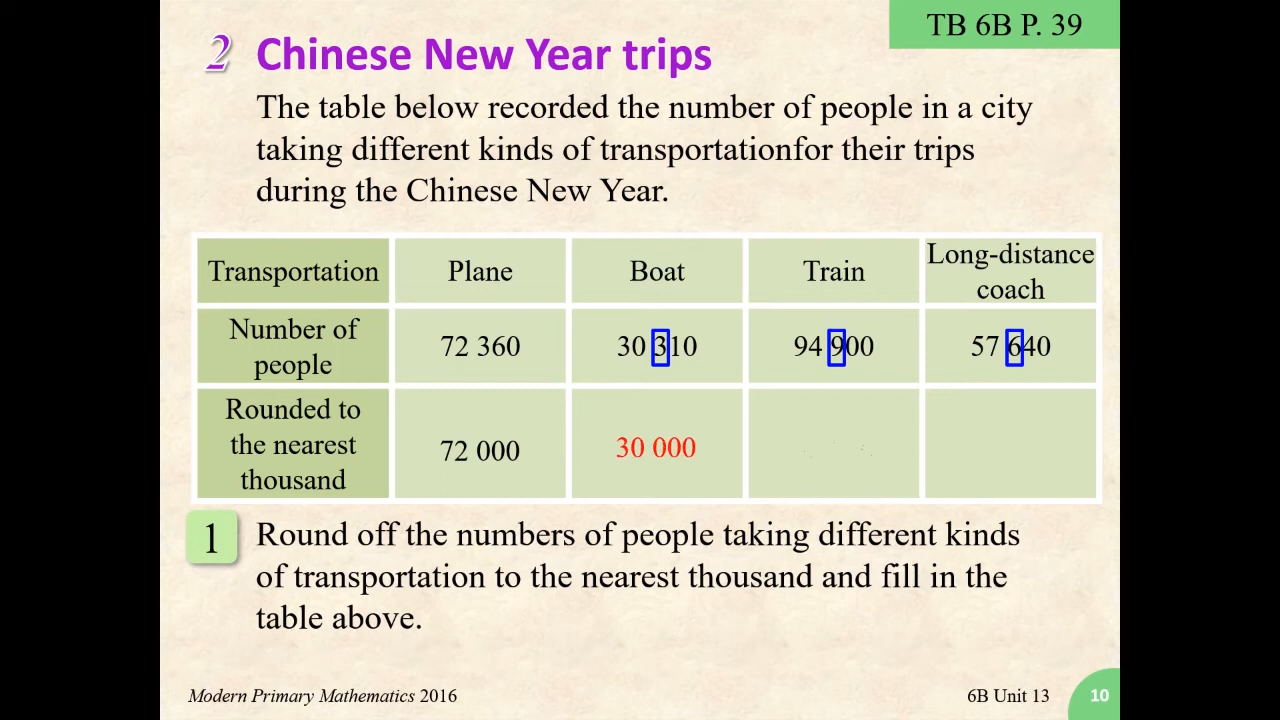 TB 6B P. 39
2 Chinese New Year trips
The table below recorded the number of people in a city
taking different kinds of transportationfor their trips
during the Chinese New Year.
Transportation Plane Boat Train Long-distance
coach
Number of
people 72 360 30 310 94 900 57 640
Rounded to
the nearest
thousand 72 000 30 000
1 Round off the numbers of people taking different kinds
of transportation to the nearest thousand and fill in the
table above.
Modern Primary Mathematics 2016 6B Unit 13 10